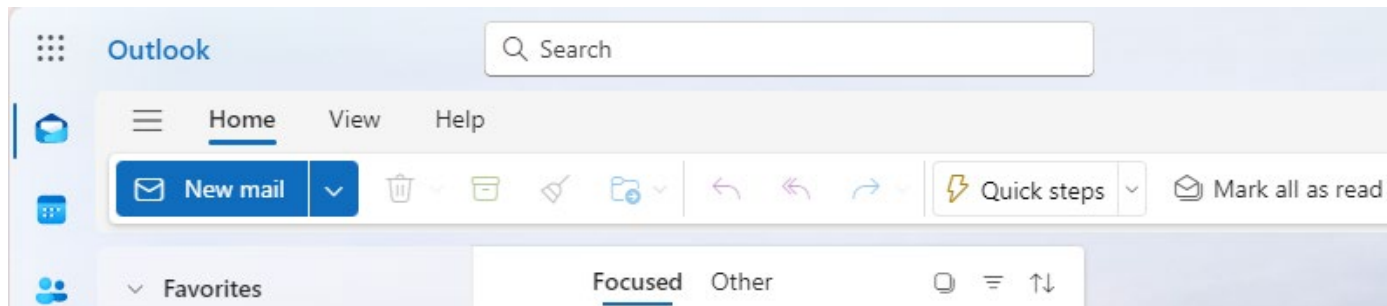 Outlook
Search
Home View Help
New mail Quick steps Mark all as read
Favorites Focused Other